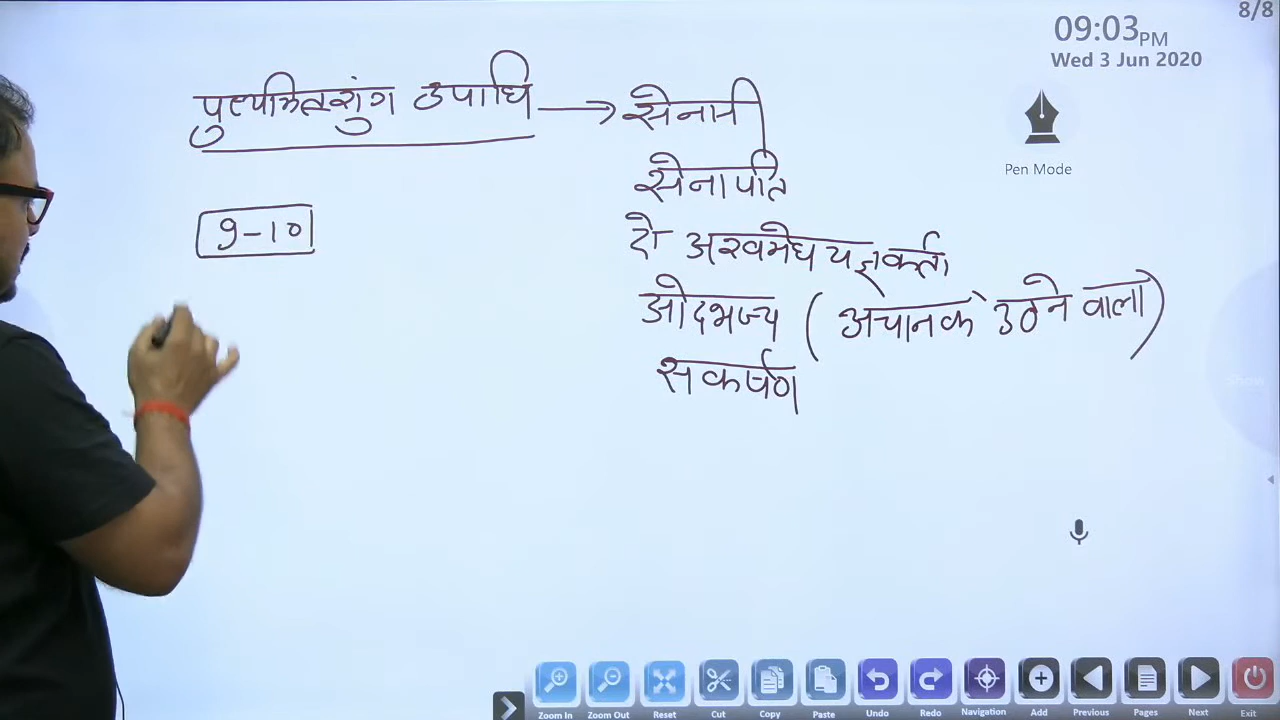 8/8
09:03PM
Wed 3 Jun 2020
पुष्यमित्रशुंग उपाधि → सेनानी
Pen Mode
सेनापति
9-10
दो अश्वमेध यज्ञकर्ता
ओदभज्य (अचानक उठने वाला)
सकर्षण
Show
Zoom In Zoom Out Reset Cut Copy Paste Undo Redo Navigation Add Previous Pages Next Exit